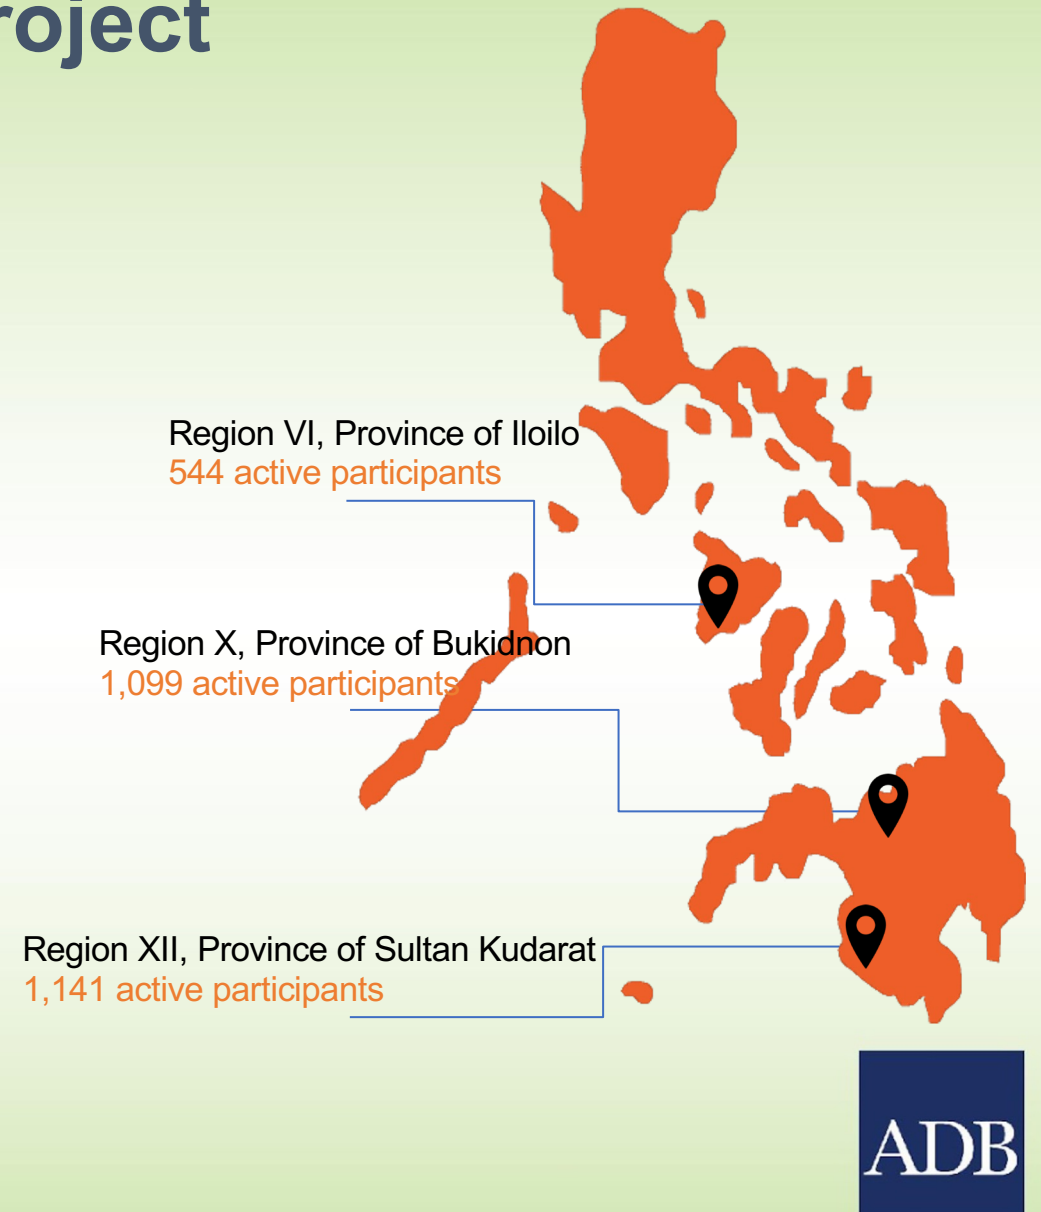 roject
Region VI, Province of Iloilo
544 active participants
Region X, Province of Bukidnon
1,099 active participants
Region XII, Province of Sultan Kudarat
1,141 active participants
ADB